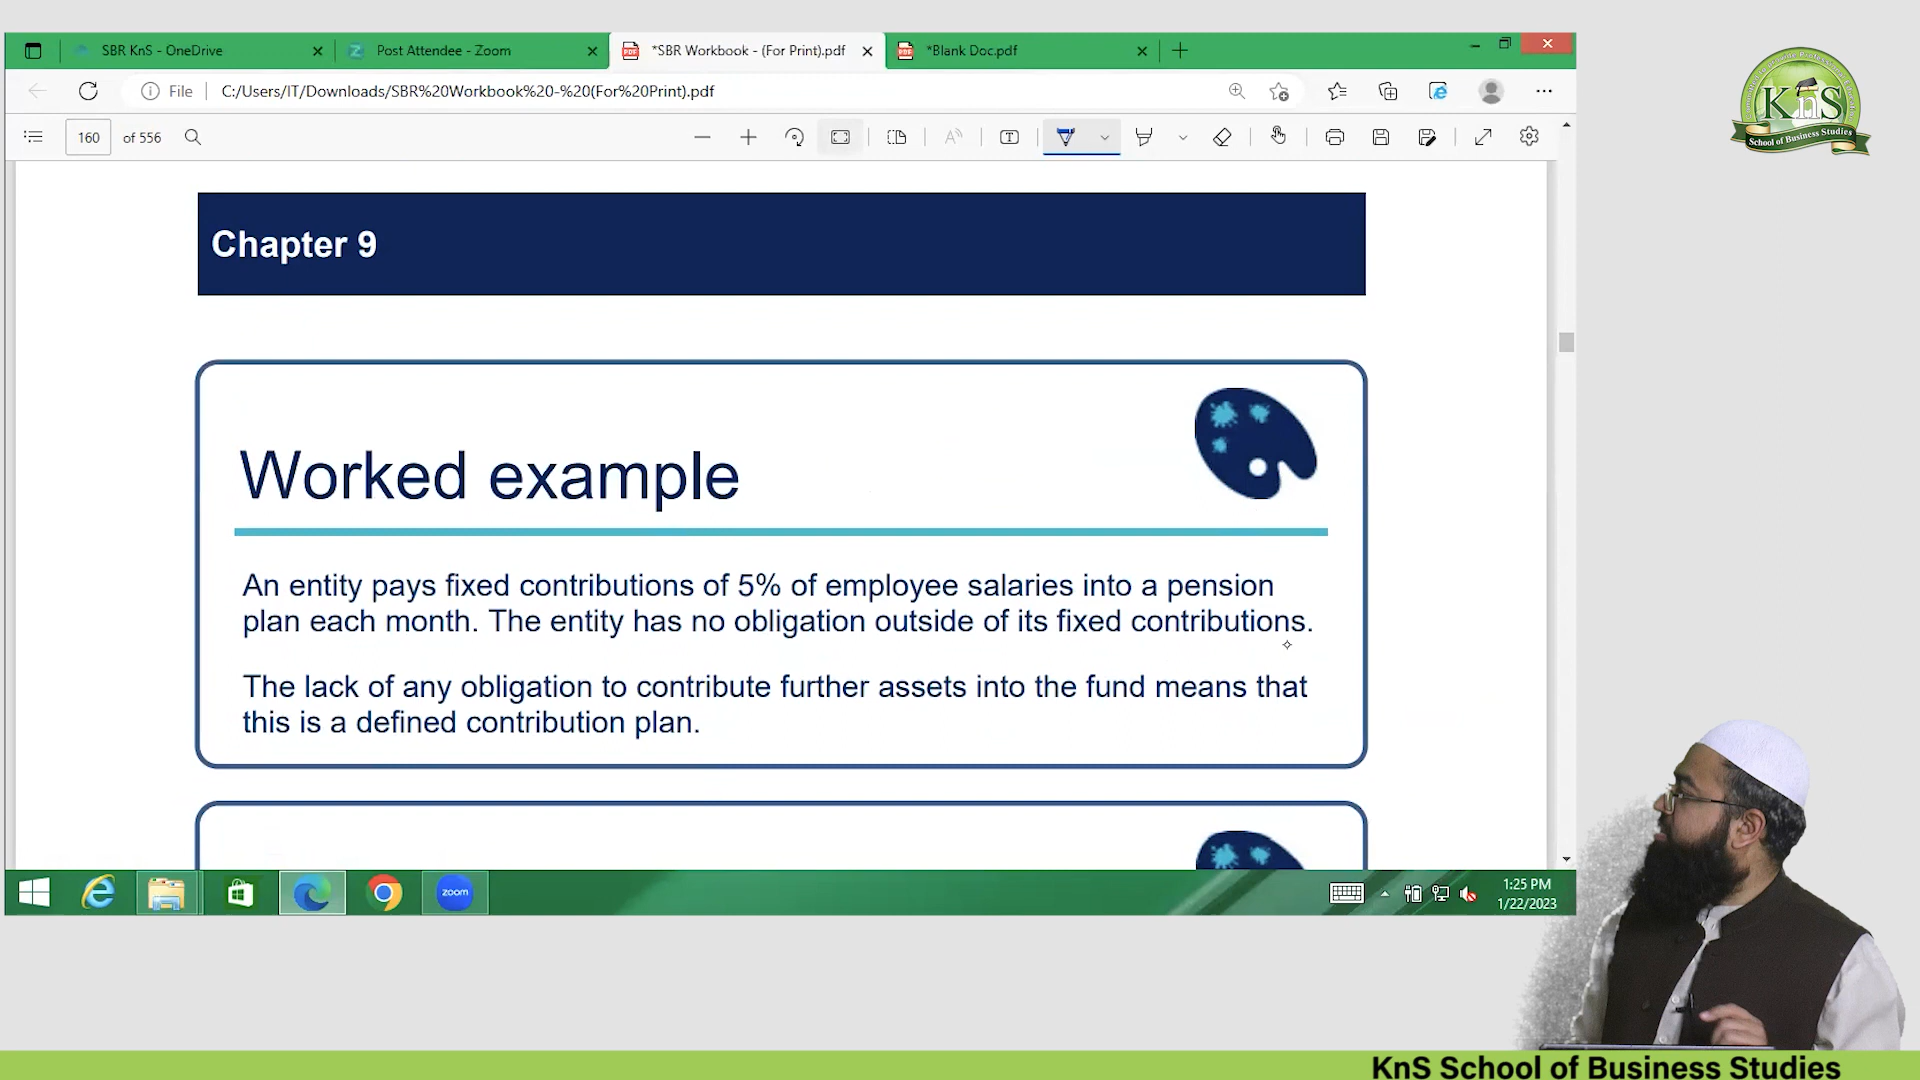 SBR KnS - OneDrive
Post Attendee - Zoom
*SBR Workbook - (For Print).pdf
*Blank Doc.pdf
File
C:/Users/IT/Downloads/SBR%20Workbook%20-%20(For%20Print).pdf
160 of 556
Chapter 9
Worked example
An entity pays fixed contributions of 5% of employee salaries into a pension
plan each month. The entity has no obligation outside of its fixed contributions.
The lack of any obligation to contribute further assets into the fund means that
this is a defined contribution plan.
zoom
1:25 PM
1/22/2023
KnS
School of Business Studies
KnS School of Business Studies